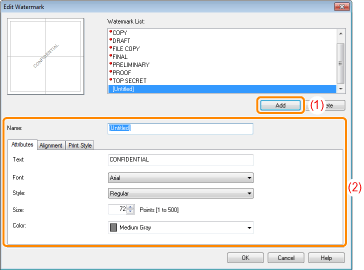 Edit Watermark
Watermark List:
CONFIDENTIAL
COPY
DRAFT
FILE COPY
FINAL
PRELIMINARY
PROOF
TOP SECRET
[Untitled]
Add (1)
Name: Untitled
Attributes Alignment Print Style
Text CONFIDENTIAL
(2)
Font Arial
Style: Regular
Size: 72 Points [1 to 500]
Color: Medium Gray
OK Cancel Help